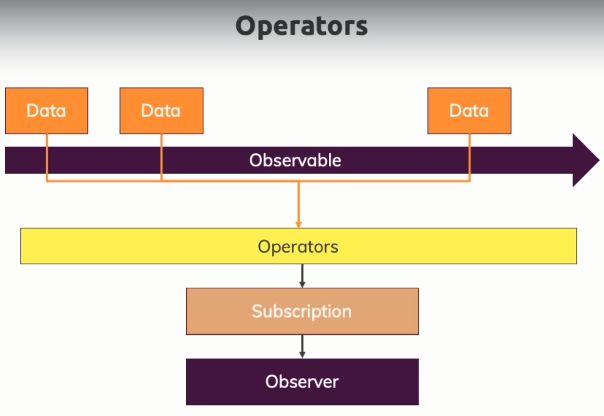 Operators
Data
Data
Data
Observable
Operators
Subscription
Observer